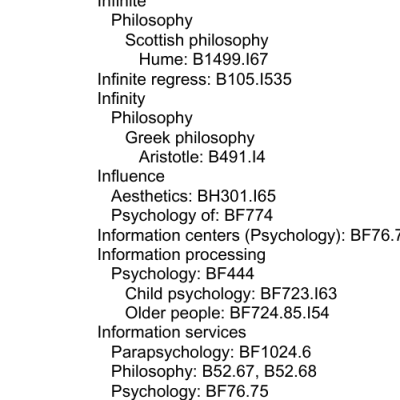 Infinite
Philosophy
Scottish philosophy
Hume: B1499.I67
Infinite regress: B105.I535
Infinity
Philosophy
Greek philosophy
Aristotle: B491.I4
Influence
Aesthetics: BH301.I65
Psychology of: BF774
Information centers (Psychology): BF76.7
Information processing
Psychology: BF444
Child psychology: BF723.I63
Older people: BF724.85.I54
Information services
Parapsychology: BF1024.6
Philosophy: B52.67, B52.68
Psychology: BF76.75